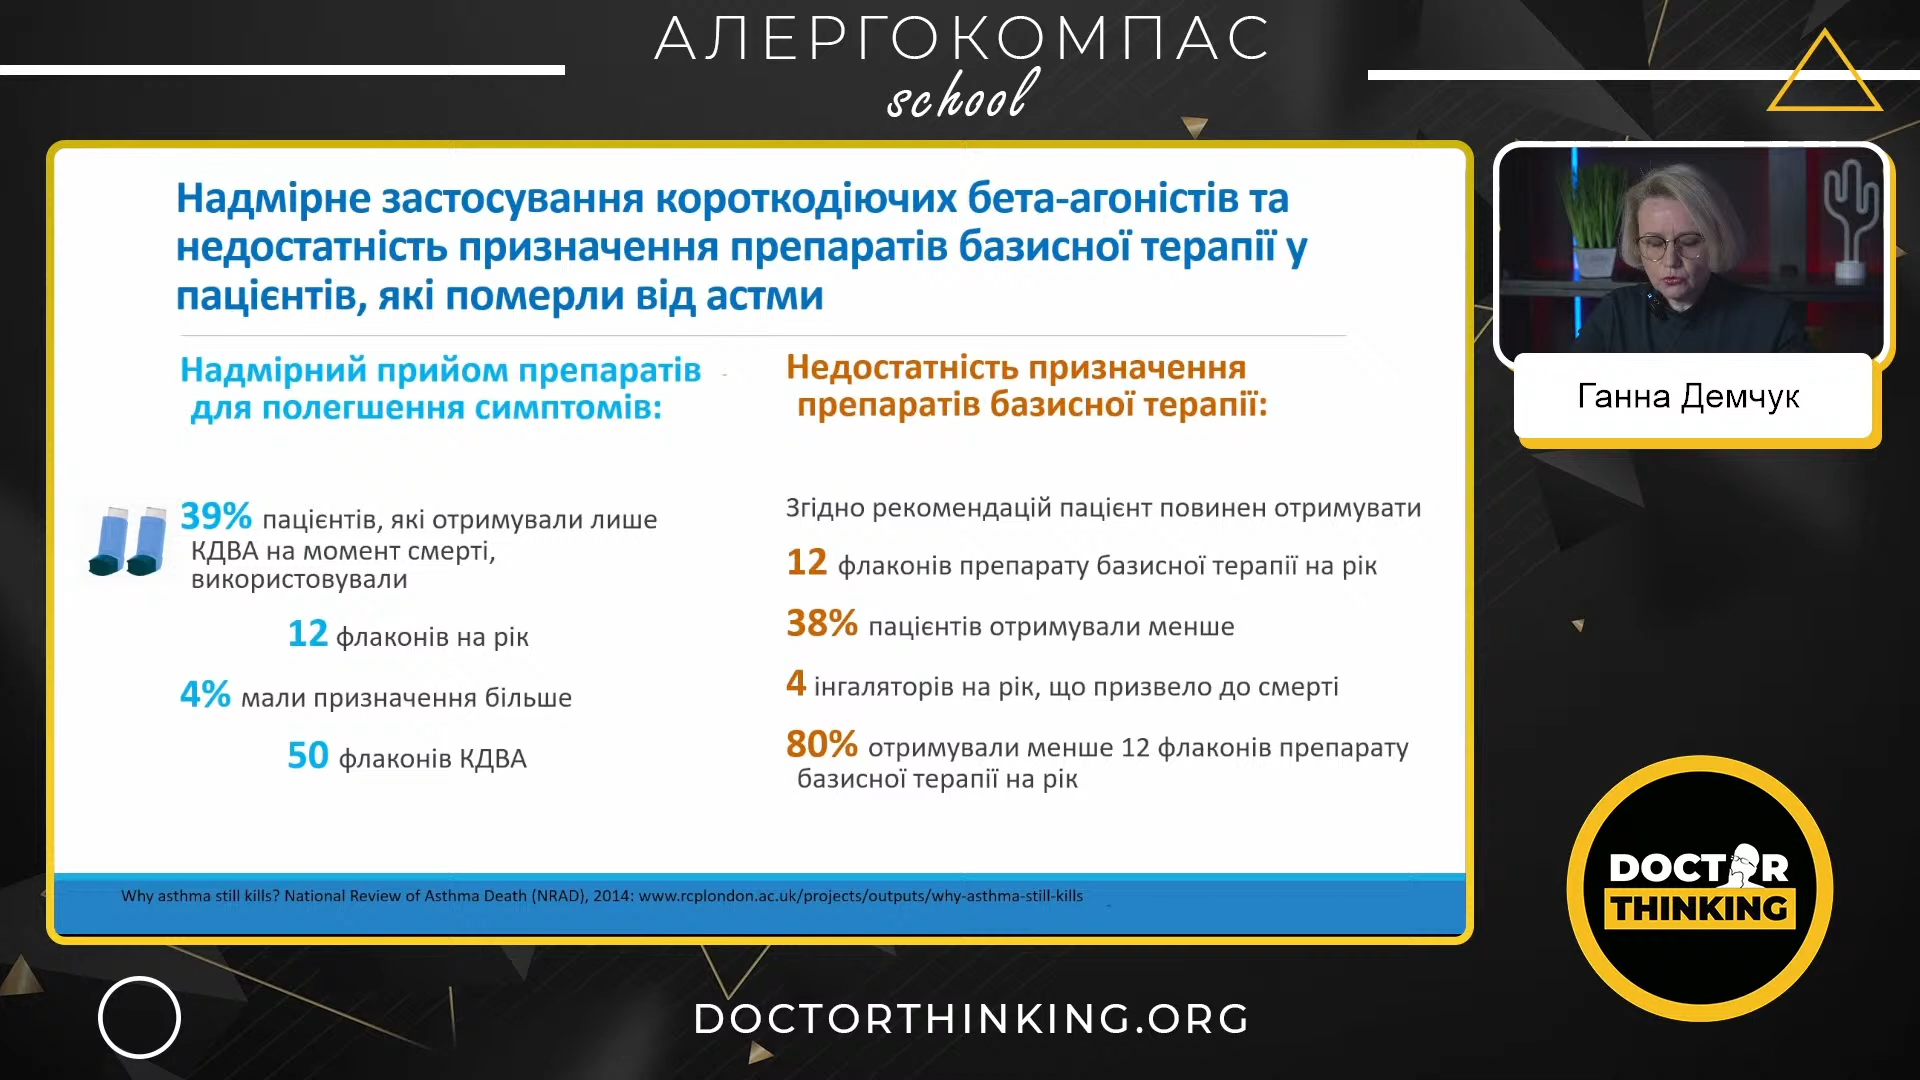 АЛЕРГОКОМПАС
school
Надмірне застосування короткодіючих бета-агоністів та
недостатність призначення препаратів базисної терапії у
пацієнтів, які померли від астми
Надмірний прийом препаратів
для полегшення симптомів:
39% пацієнтів, які отримували лише
КДВА на момент смерті,
використовували
12 флаконів на рік
4% мали призначення більше
50 флаконів КДВА
Недостатність призначення
препаратів базисної терапії:
Згідно рекомендацій пацієнт повинен отримувати
12 флаконів препарату базисної терапії на рік
38% пацієнтів отримували менше
4 інгаляторів на рік, що призвело до смерті
80% отримували менше 12 флаконів препарату
базисної терапії на рік
Why asthma still kills? National Review of Asthma Death (NRAD), 2014: www.rcplondon.ac.uk/projects/outputs/why-asthma-still-kills
Ганна Демчук
DOCTOR
THINKING
DOCTORTHINKING.ORG